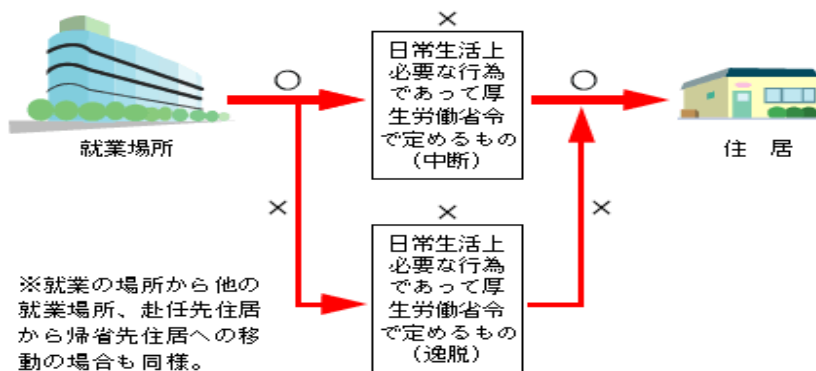 ×
日常生活上
必要な行為
であって厚
生労働省令
で定めるもの
(中断)
○
○
就業場所
住 居
×
×
×
日常生活上
必要な行為
であって厚
生労働省令
で定めるもの
(逸脱)
※就業の場所から他の
就業場所、赴任先住居
から帰省先住居への移
動の場合も同様。